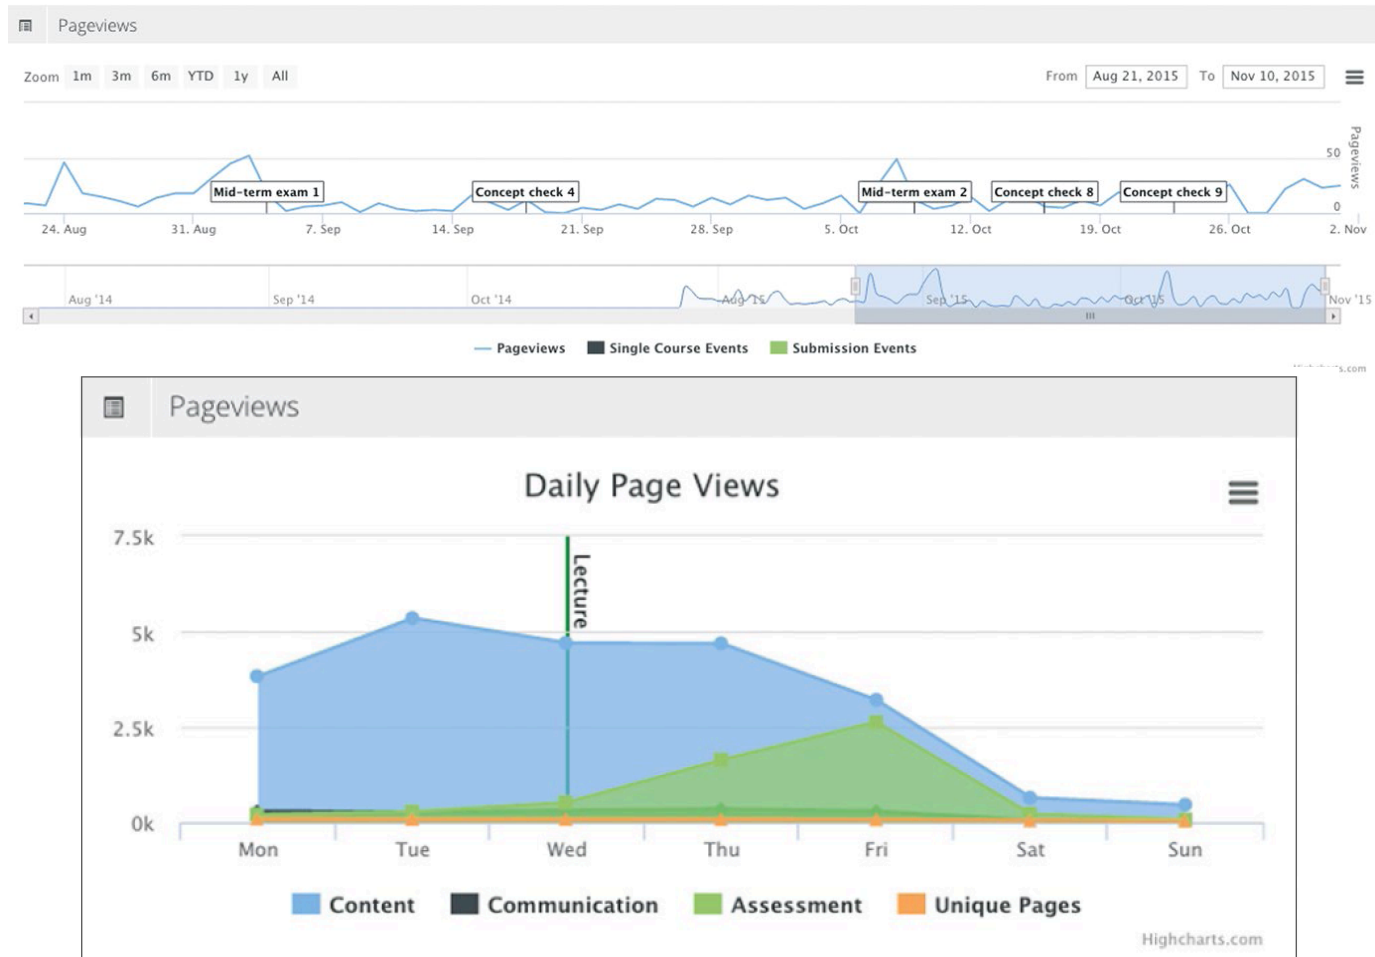 Pageviews
Zoom 1m 3m 6m YTD 1y All From Aug 21, 2015 To Nov 10, 2015
50
Pageviews
Mid-term exam 1 Concept check 4 Mid-term exam 2 Concept check 8 Concept check 9
0
24. Aug 31. Aug 7. Sep 14. Sep 21. Sep 28. Sep 5. Oct 12. Oct 19. Oct 26. Oct 2. Nov
Aug '14 Sep '14 Oct '14 Aug '15 Sep '15 Oct '15 Nov '15
Pageviews Single Course Events Submission Events
Pageviews
Daily Page Views
7.5k
Lecture
5k
2.5k
0k
Mon Tue Wed Thu Fri Sat Sun
Content Communication Assessment Unique Pages
Highcharts.com